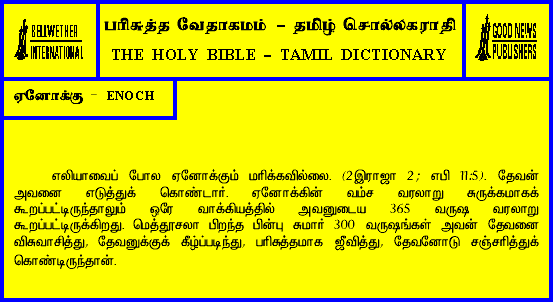 BELLWETHER
INTERNATIONAL
பரிசுத்த வேதாகமம் - தமிழ் சொல்லகராதி
THE HOLY BIBLE - TAMIL DICTIONARY
GOOD NEWS
PUBLISHERS
ஏனோக்கு - ENOCH
எலியாவைப் போல ஏனோக்கும் மரிக்கவில்லை. (2இராஜா 2; எபி 11:5). தேவன்
அவனை எடுத்துக் கொண்டார். ஏனோக்கின் வம்ச வரலாறு சுருக்கமாகக்
கூறப்பட்டிருந்தாலும் ஒரே வாக்கியத்தில் அவனுடைய 365 வருஷ வரலாறு
கூறப்பட்டிருக்கிறது. மெத்தூசலா பிறந்த பின்பு சுமார் 300 வருஷங்கள் அவன் தேவனை
விசுவாசித்து, தேவனுக்குக் கீழ்ப்படிந்து, பரிசுத்தமாக ஜீவித்து, தேவனோடு சஞ்சரித்துக்
கொண்டிருந்தான்.